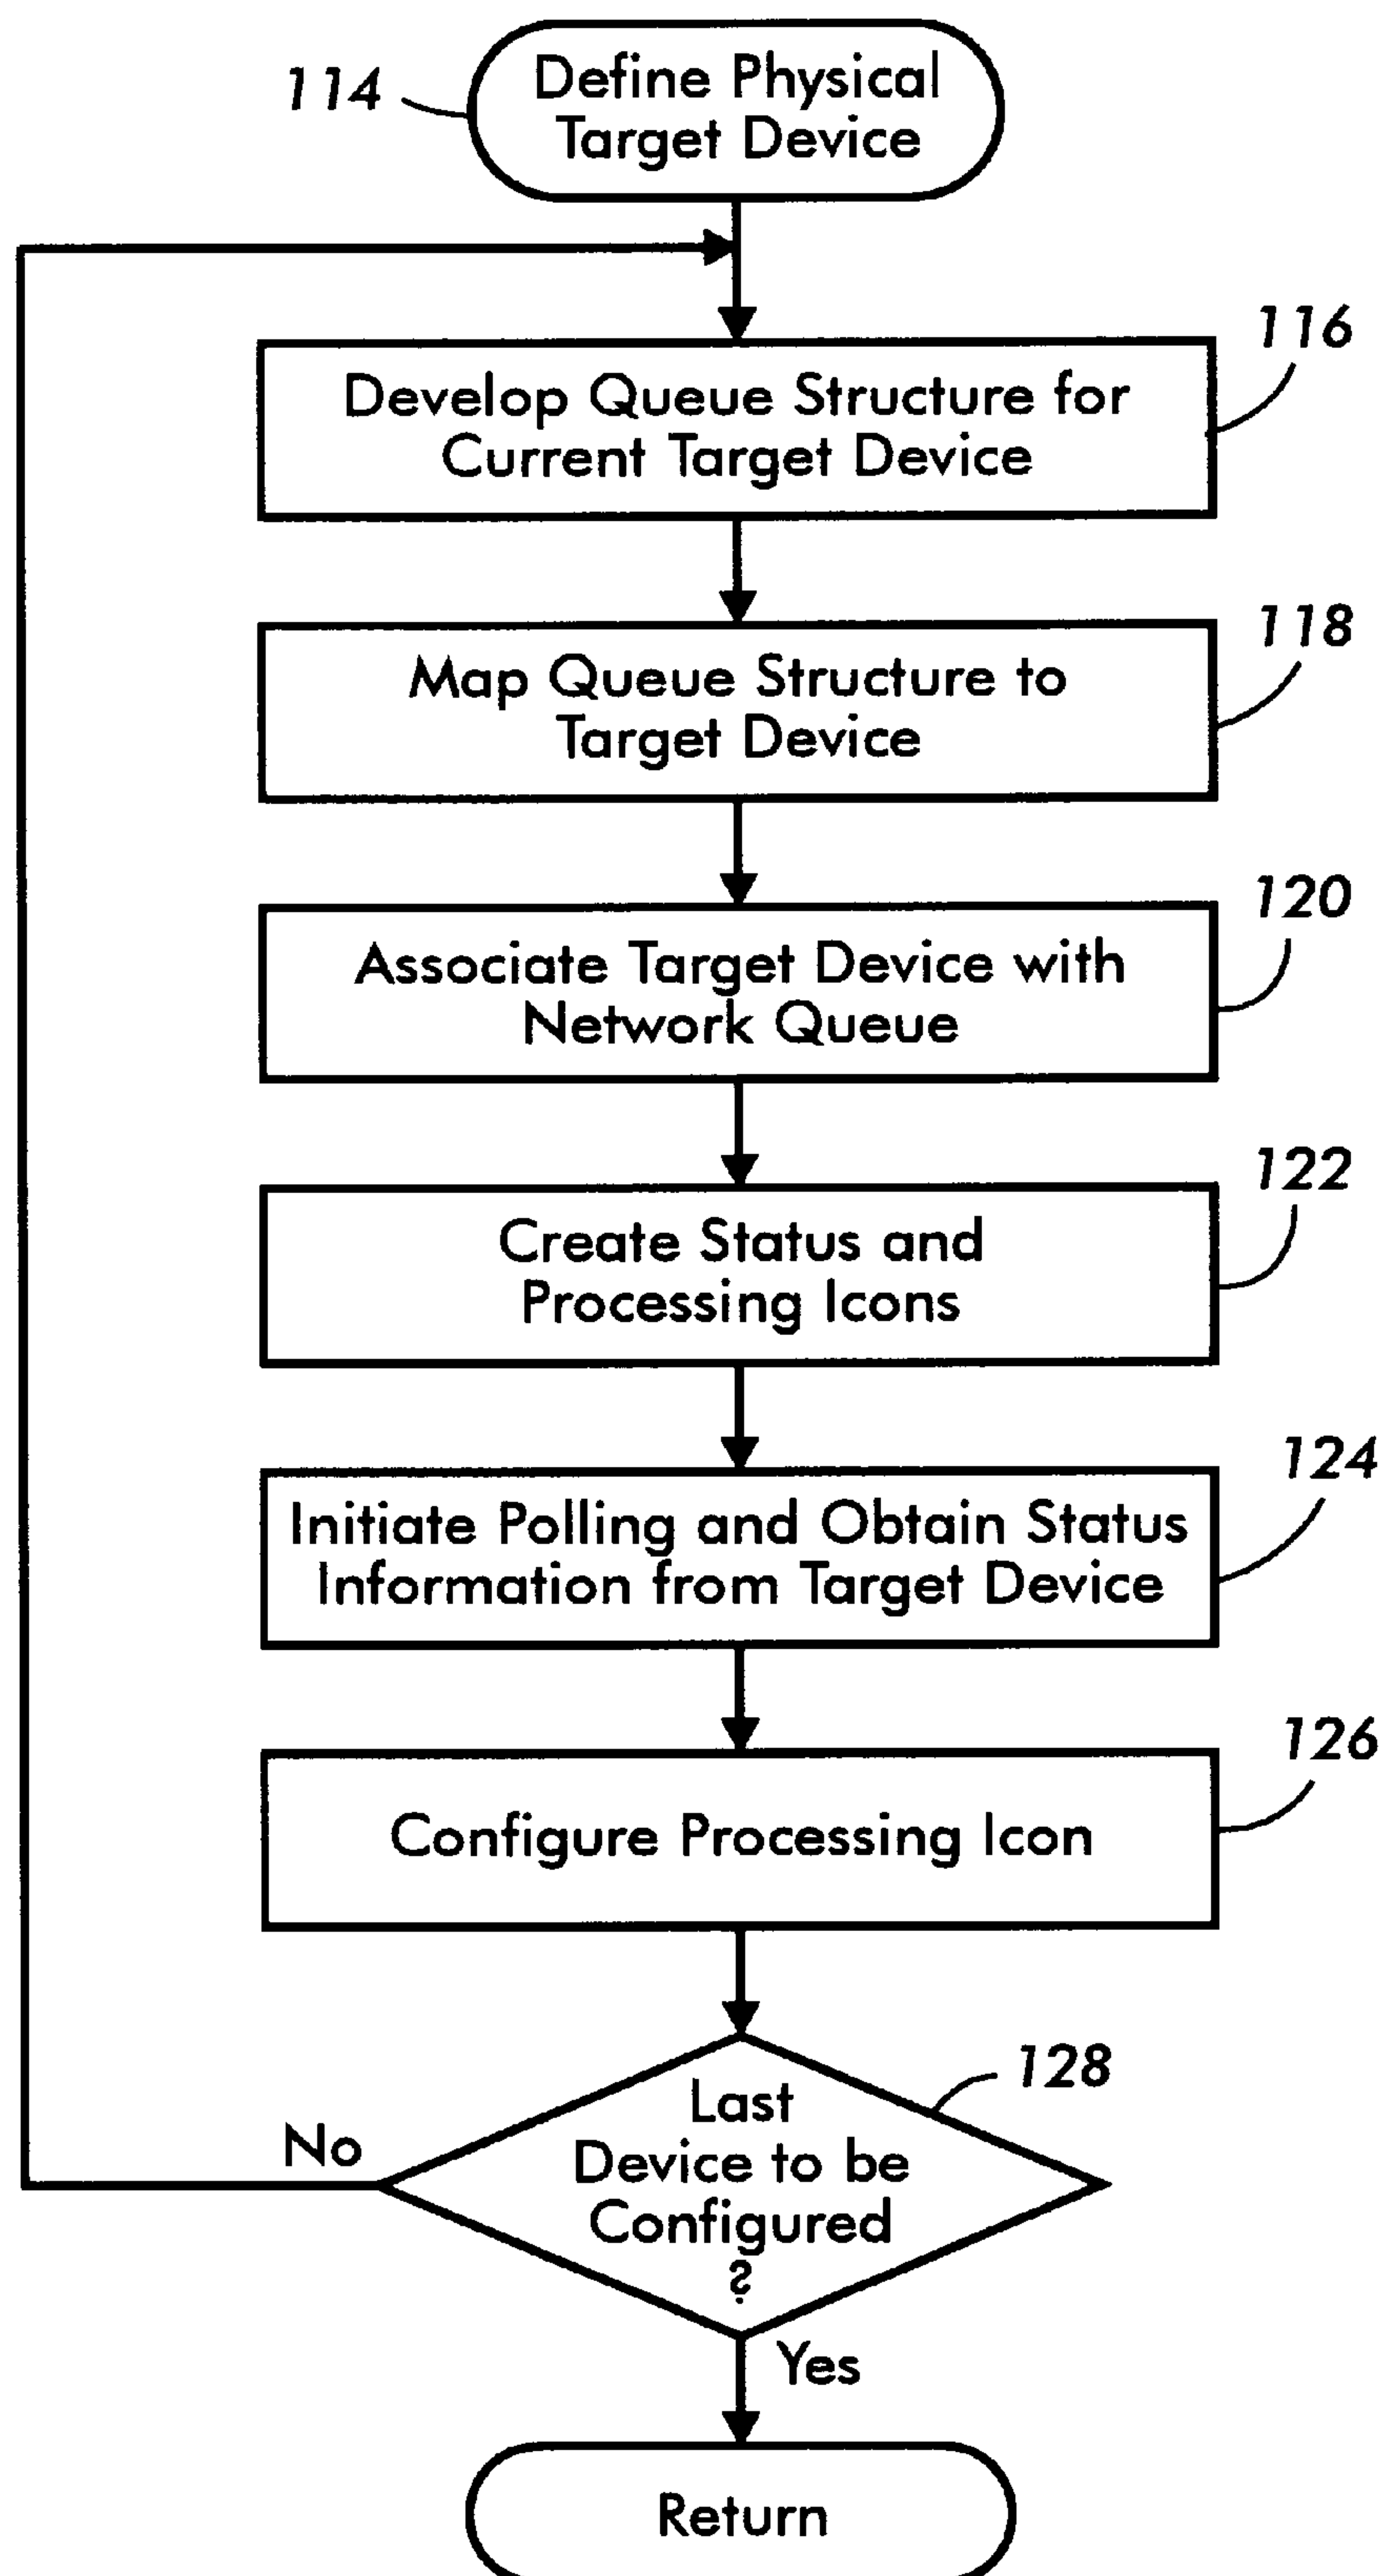 114
Define Physical
Target Device
116
Develop Queue Structure for
Current Target Device
118
Map Queue Structure to
Target Device
120
Associate Target Device with
Network Queue
122
Create Status and
Processing Icons
124
Initiate Polling and Obtain Status
Information from Target Device
126
Configure Processing Icon
128
Last
Device to be
Configured
?
No
Yes
Return